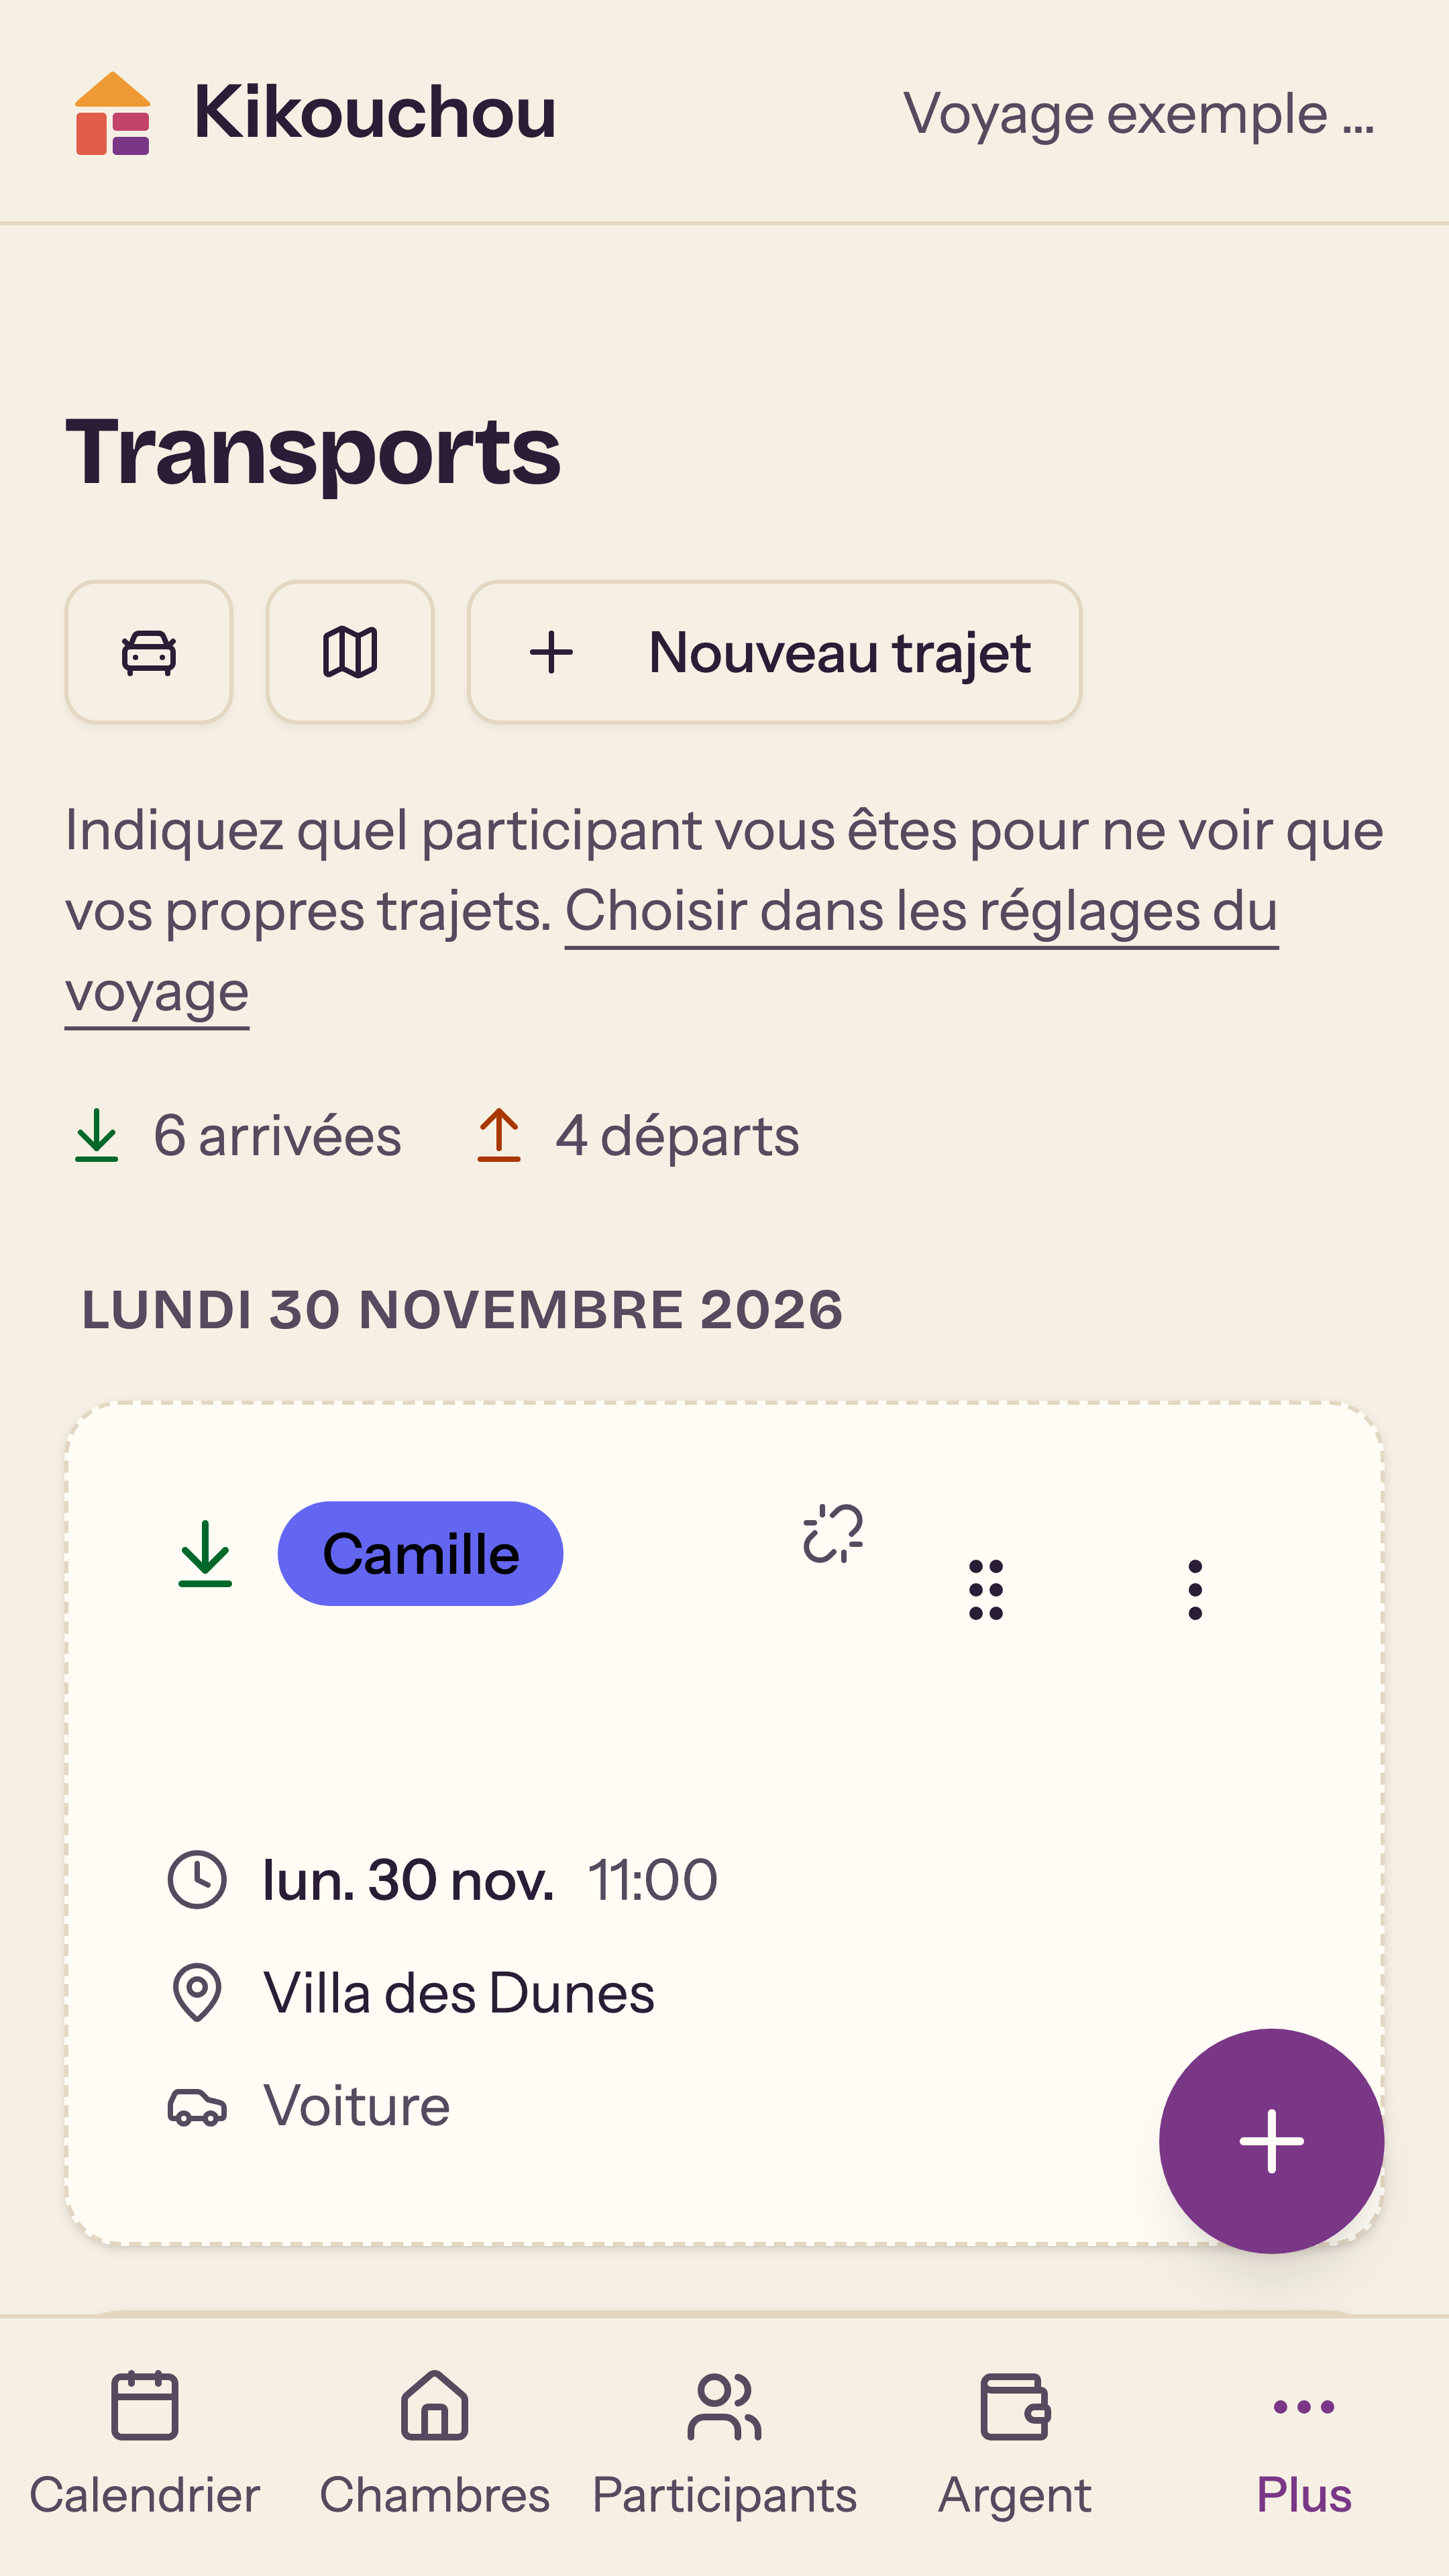 Kikouchou
Voyage exemple ...
Transports
Nouveau trajet
Indiquez quel participant vous êtes pour ne voir que
vos propres trajets. Choisir dans les réglages du
voyage
6 arrivées
4 départs
LUNDI 30 NOVEMBRE 2026
Camille
lun. 30 nov. 11:00
Villa des Dunes
Voiture
Calendrier
Chambres
Participants
Argent
Plus